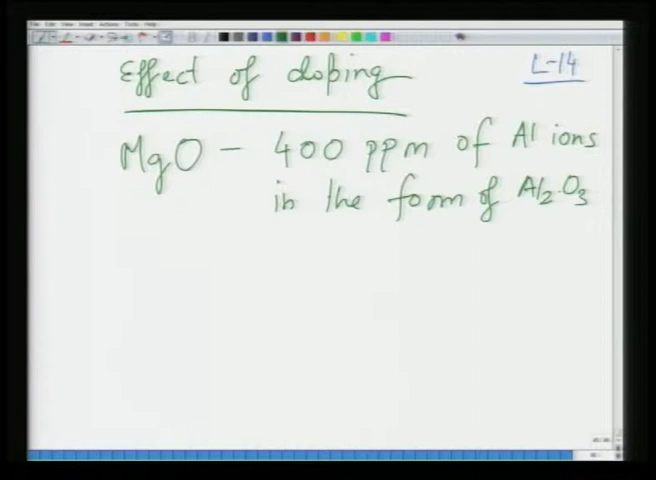 Effect of doping
L-14
MgO - 400 ppm of Al ions
in the form of Al2O3